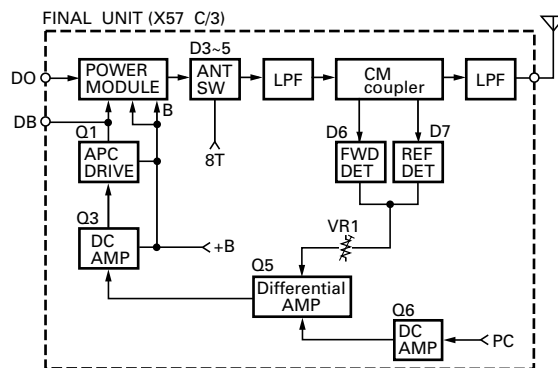 FINAL UNIT (X57 C/3)
D3~5
DO
POWER
MODULE
ANT
SW
LPF
CM
coupler
LPF
DB
B
Q1
8T
D6
D7
APC
DRIVE
FWD
DET
REF
DET
Q3
DC
AMP
+B
VR1
Q5
Differential
AMP
Q6
DC
AMP
PC